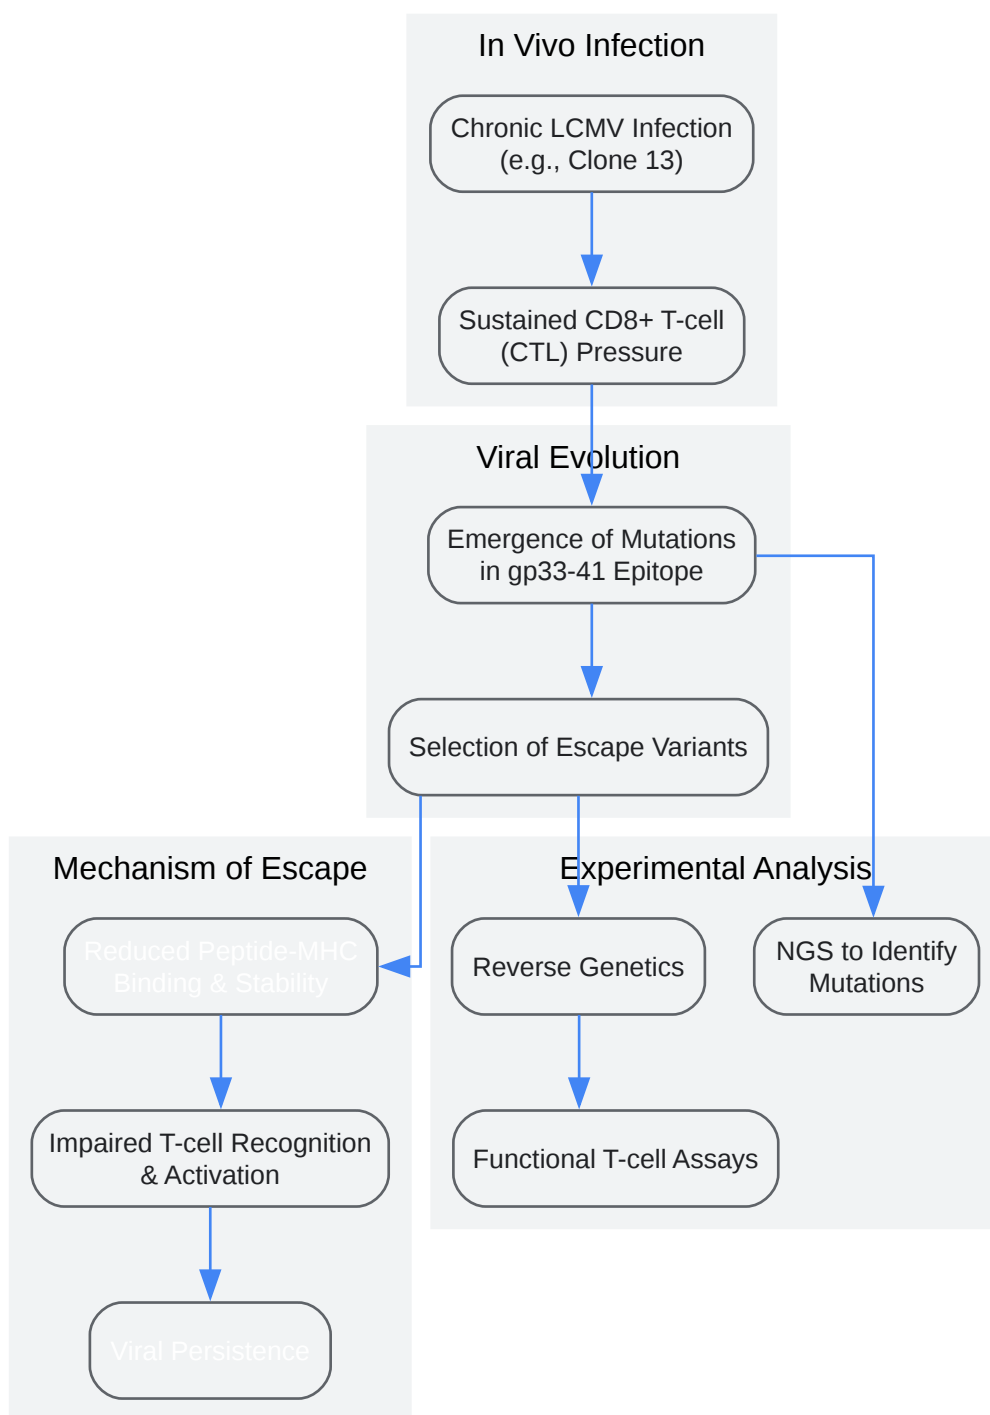 In Vivo Infection
Chronic LCMV Infection
(e.g., Clone 13)
Sustained CD8+ T-cell
(CTL) Pressure
Viral Evolution
Emergence of Mutations
in gp33-41 Epitope
Selection of Escape Variants
Mechanism of Escape
Reduced Peptide-MHC
Binding & Stability
Impaired T-cell Recognition
& Activation
Viral Persistence
Experimental Analysis
Reverse Genetics
NGS to Identify
Mutations
Functional T-cell Assays